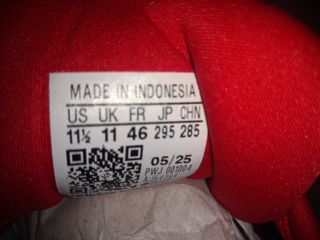 MADE IN INDONESIA
US UK FR JP CHN
11½ 11 46 295 285
05/25
PWJ 001004